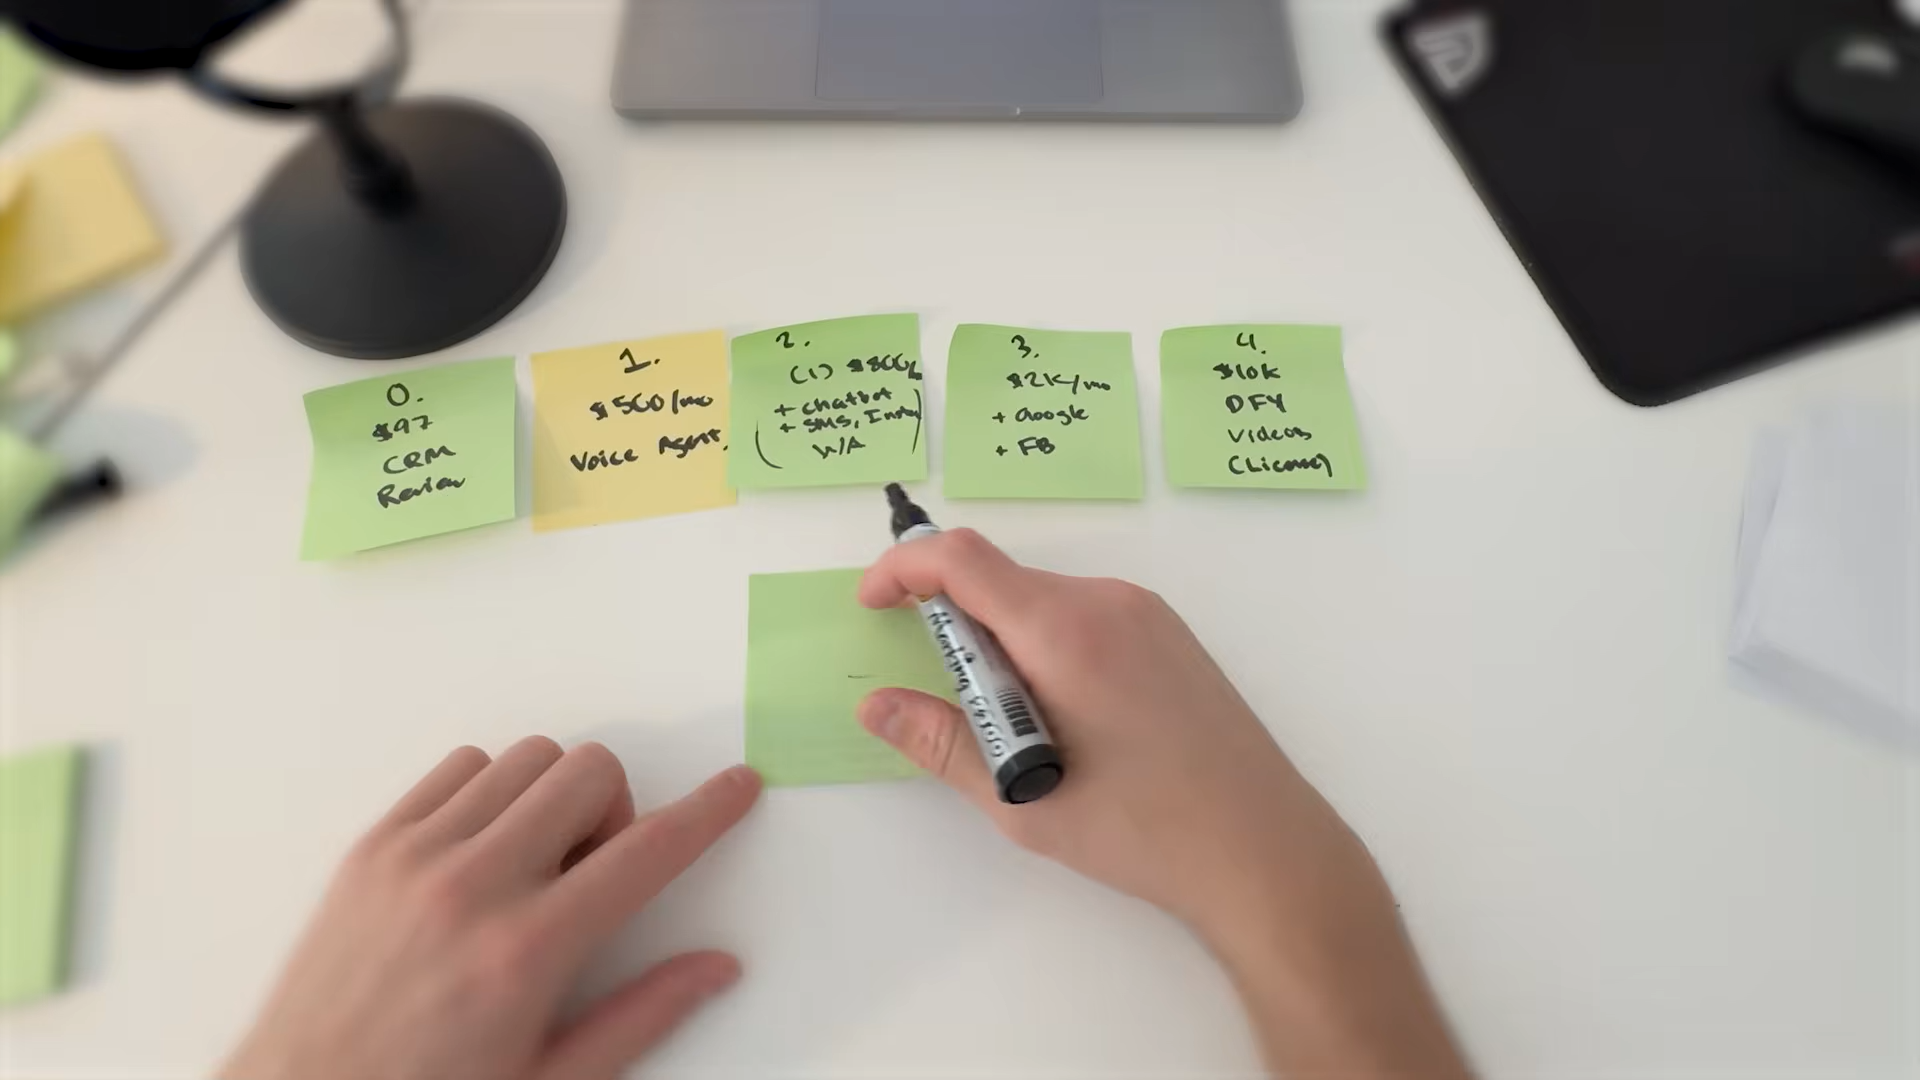 0.
$97
CRM
Review
1.
$500/mo
Voice Agent.
2.
(1) $800
+ chatbot
+ SMS, Insta
W/A
3.
$2K/mo
+ Google
+ FB
4.
$10k
DFY
Videos
(License)